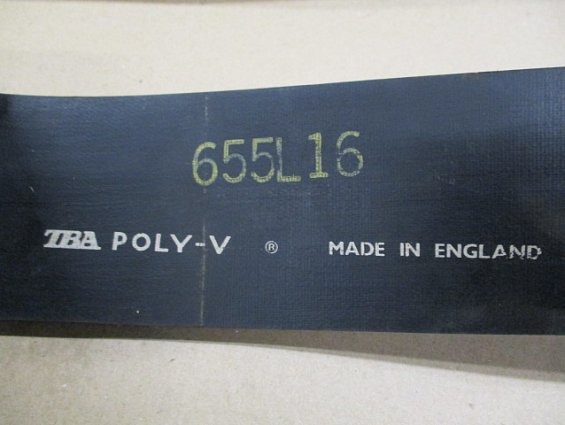 655L16
TBA POLY-V ® MADE IN ENGLAND